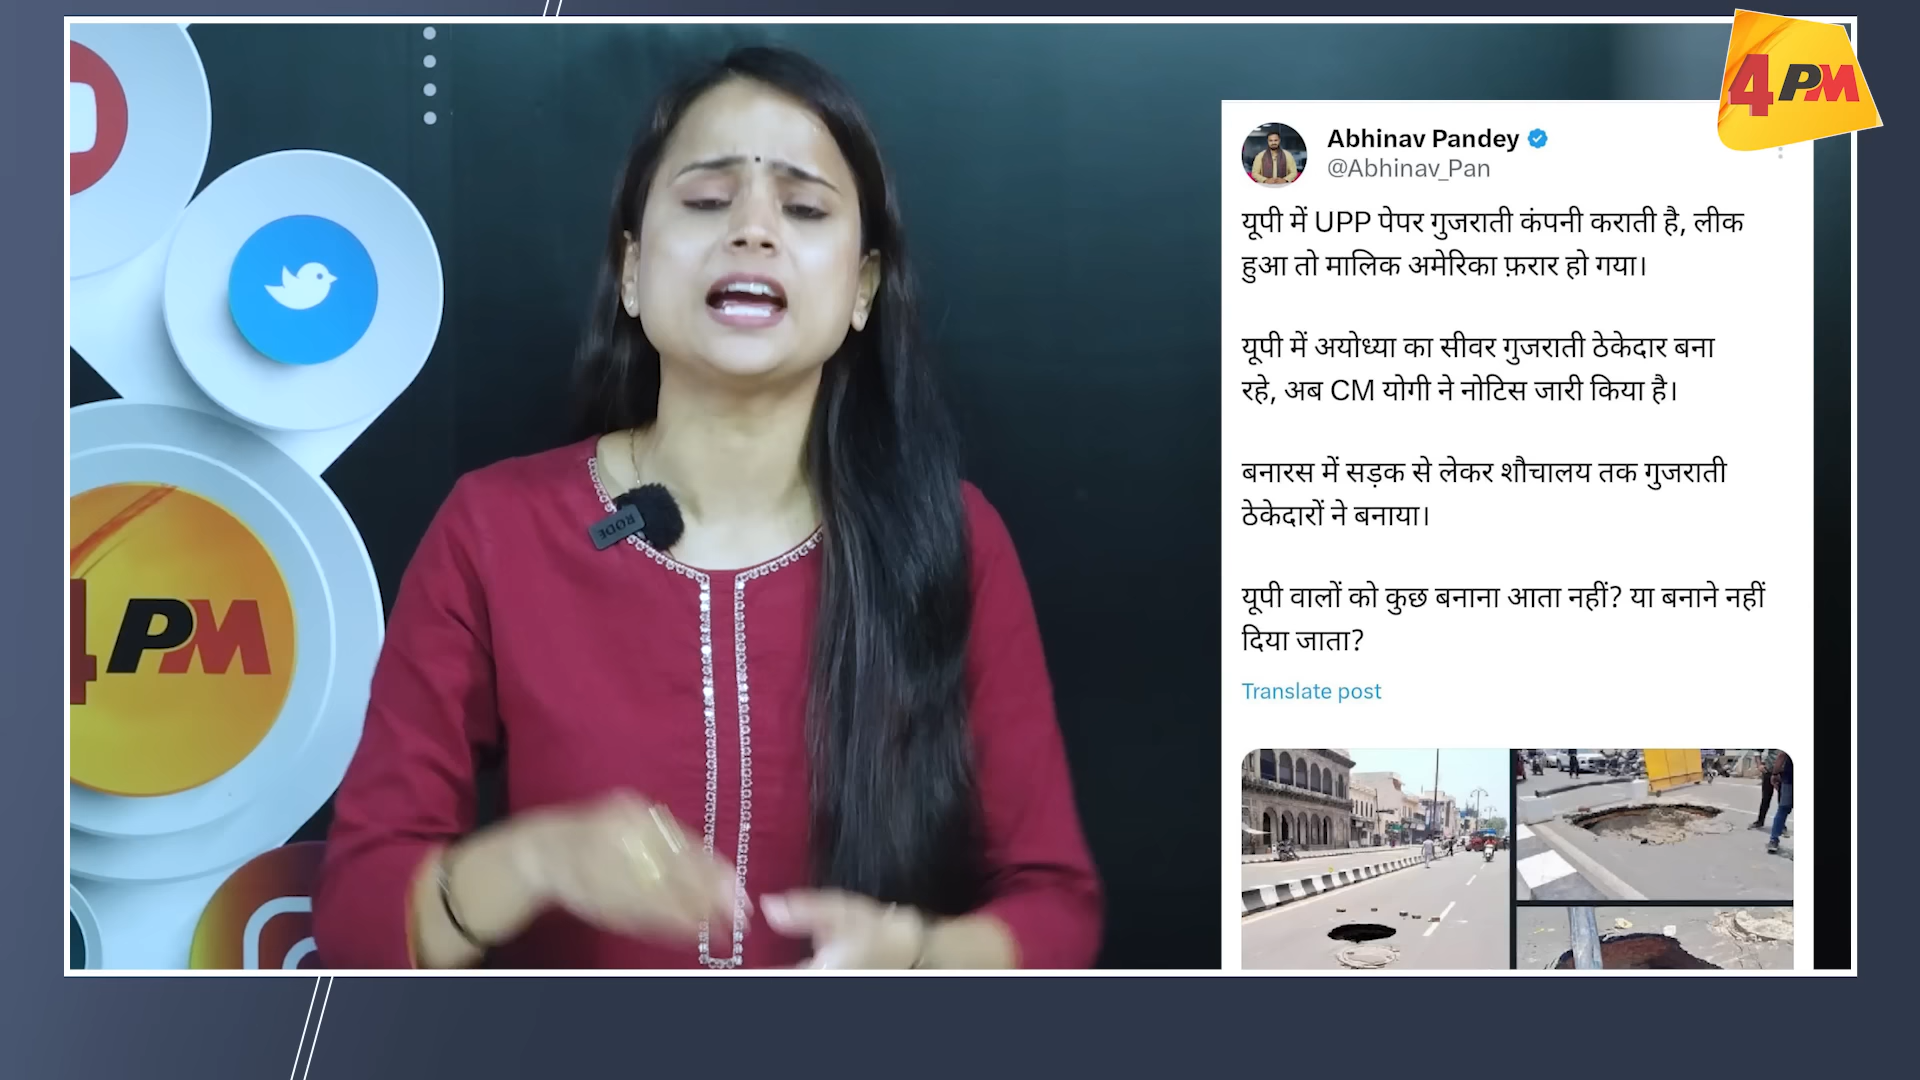 4PM
Abhinav Pandey
@Abhinav_Pan
यूपी में UPP पेपर गुजराती कंपनी कराती है, लीक
हुआ तो मालिक अमेरिका फ़रार हो गया।
यूपी में अयोध्या का सीवर गुजराती ठेकेदार बना
रहे, अब CM योगी ने नोटिस जारी किया है।
बनारस में सड़क से लेकर शौचालय तक गुजराती
ठेकेदारों ने बनाया।
यूपी वालों को कुछ बनाना आता नहीं? या बनाने नहीं
दिया जाता?
Translate post
4PM
RODE